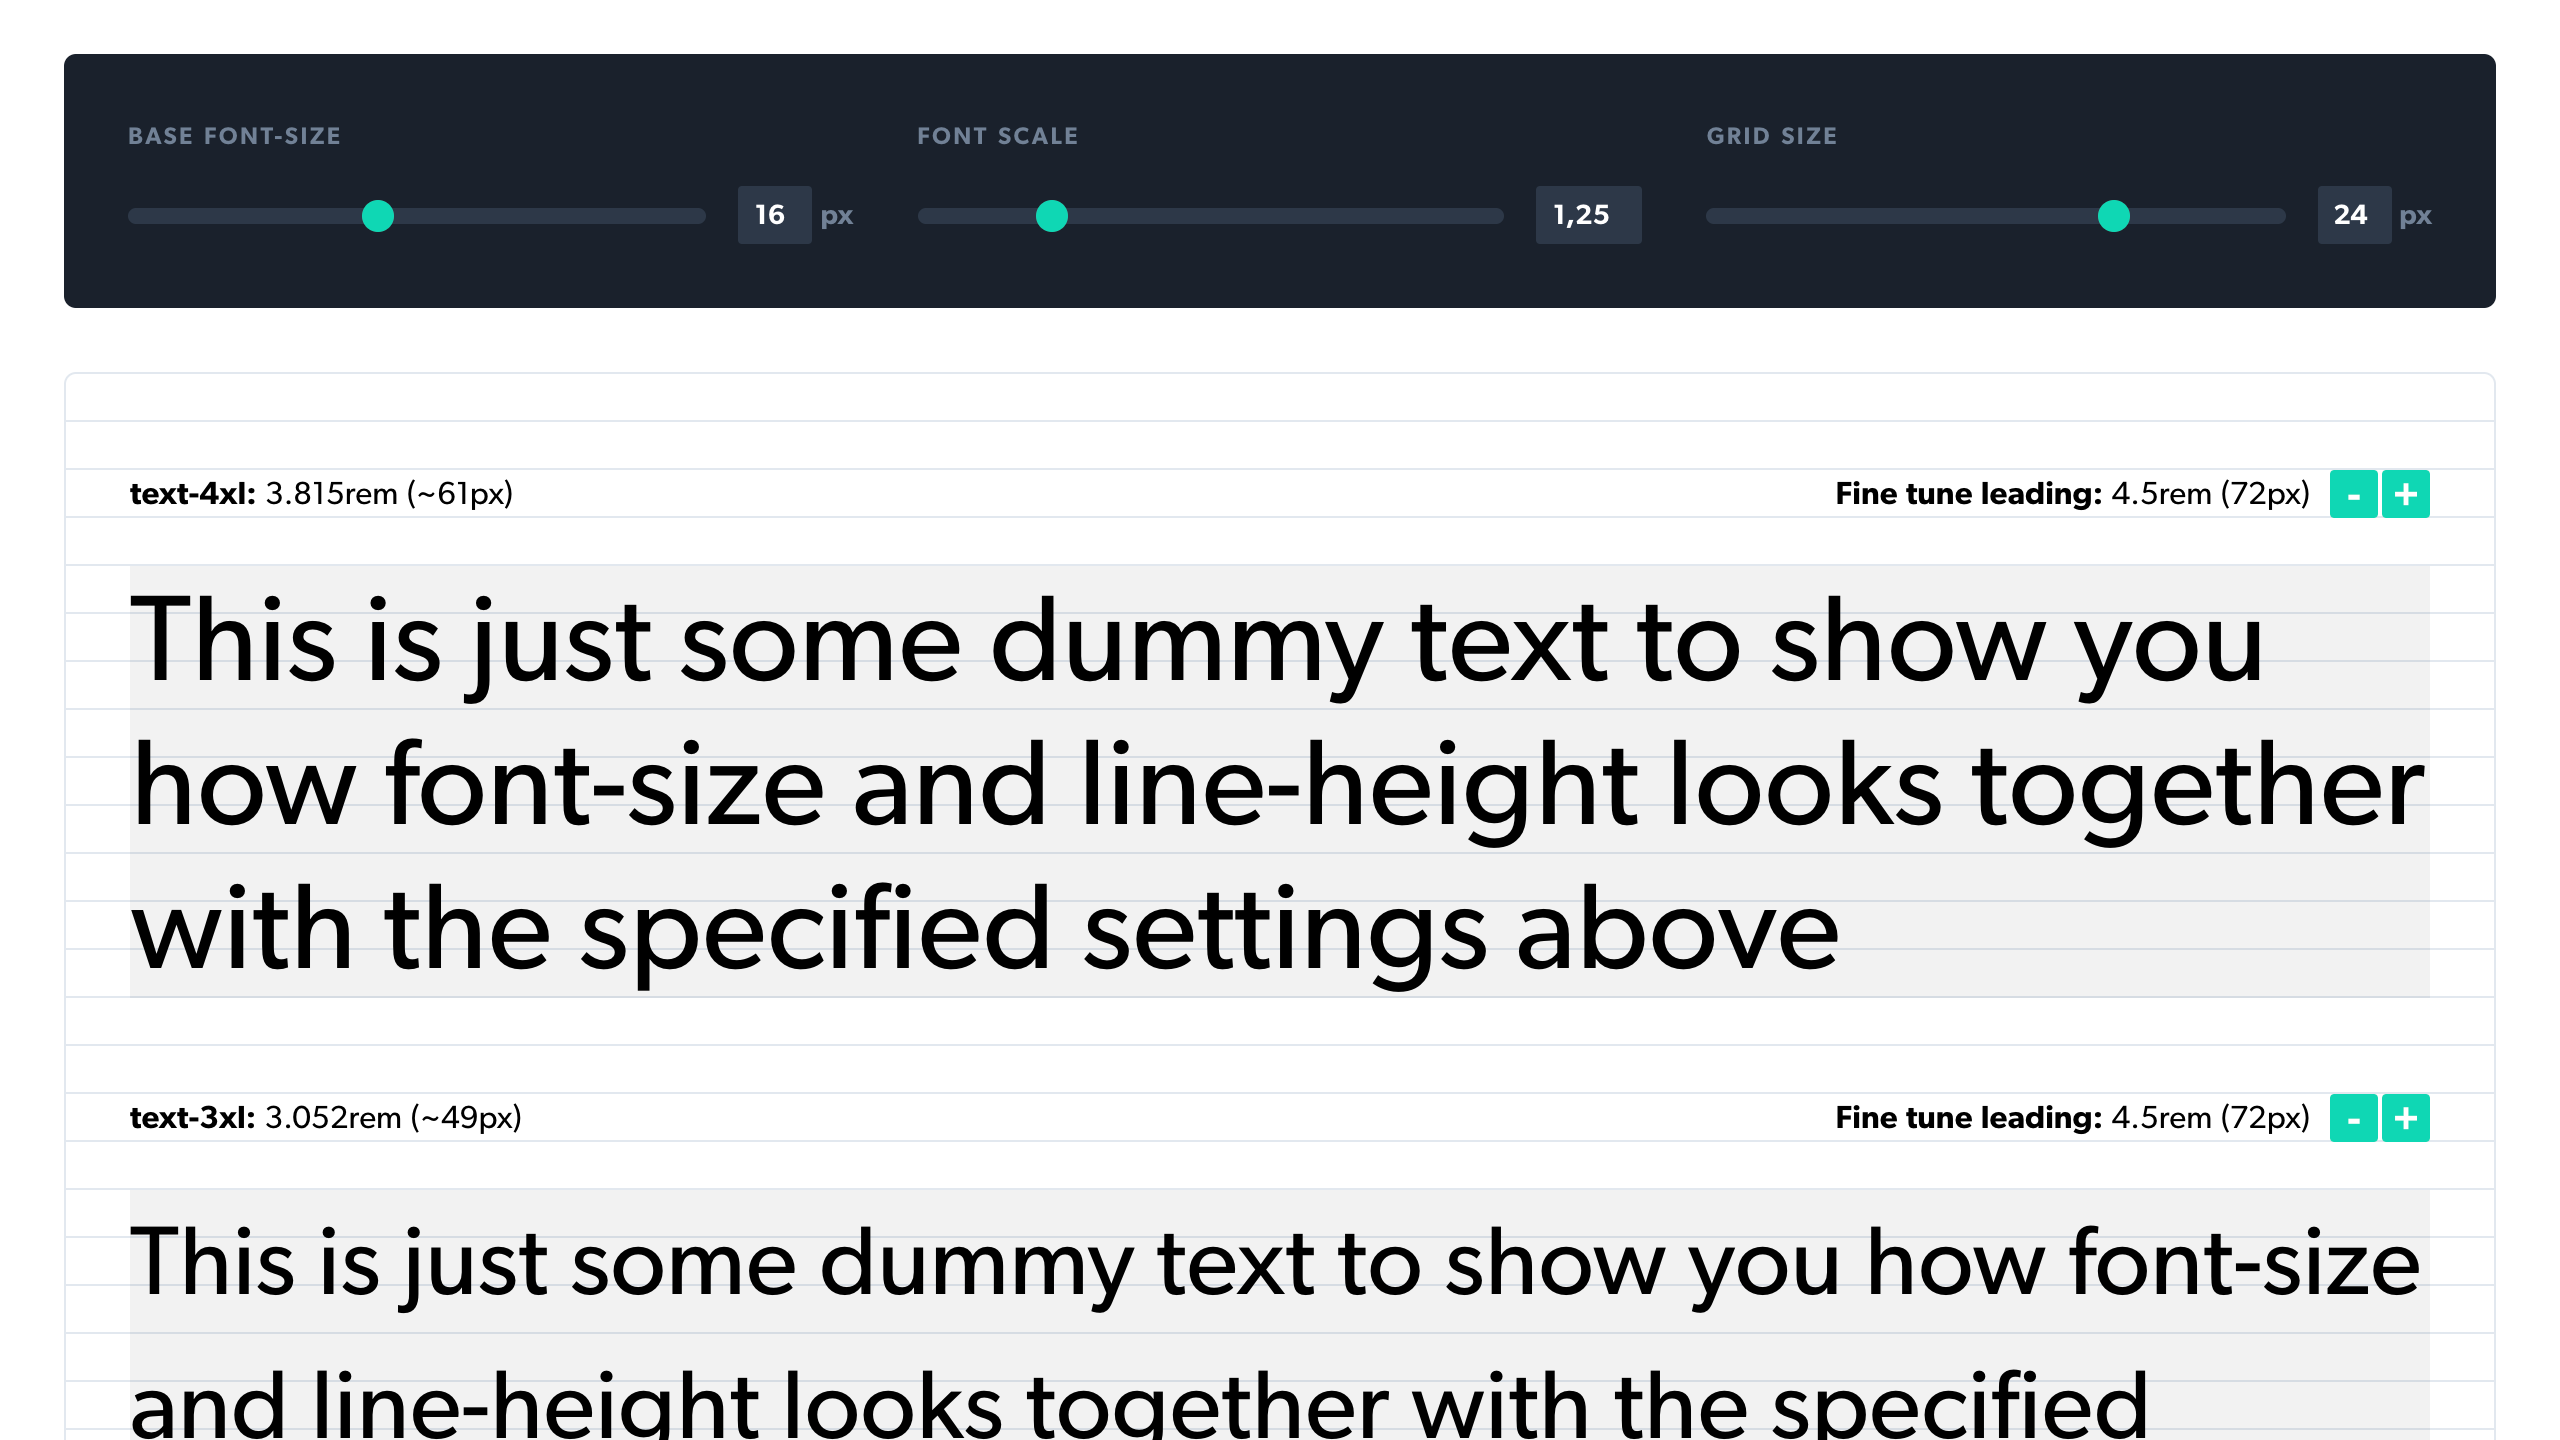 BASE FONT-SIZE
FONT SCALE
GRID SIZE
16 px
1,25
24 px
text-4xl: 3.815rem (~61px)
Fine tune leading: 4.5rem (72px) - +
This is just some dummy text to show you
how font-size and line-height looks together
with the specified settings above
text-3xl: 3.052rem (~49px)
Fine tune leading: 4.5rem (72px) - +
This is just some dummy text to show you how font-size
and line-height looks together with the specified